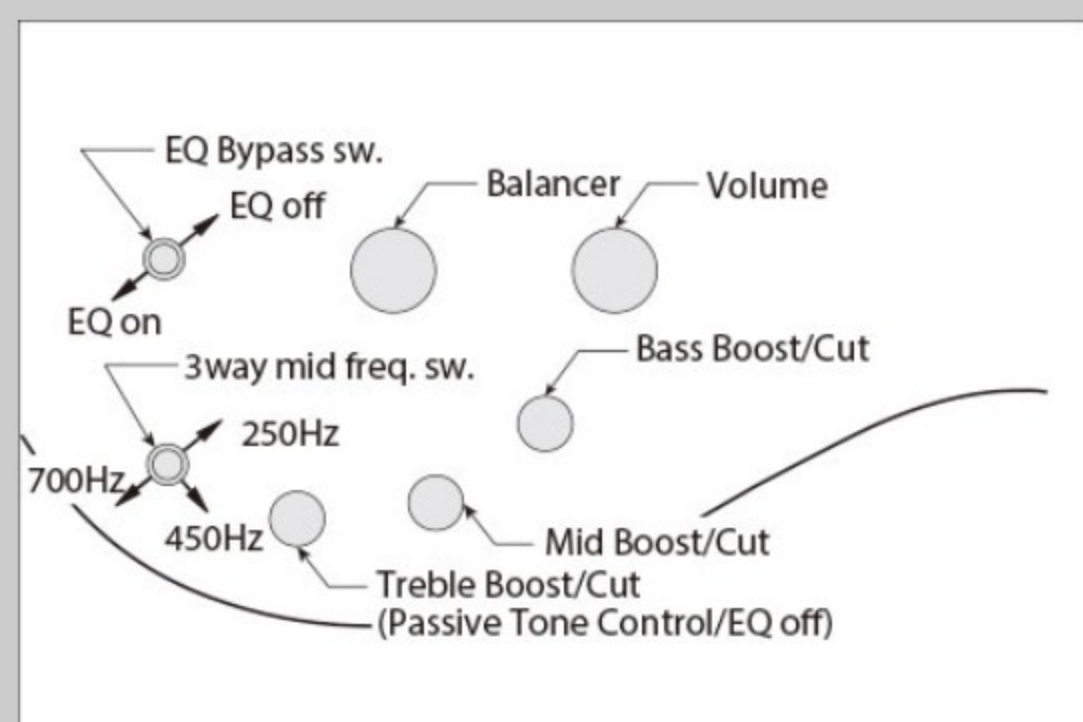 EQ Bypass sw.
EQ off
Balancer
Volume
EQ on
3way mid freq. sw.
Bass Boost/Cut
250Hz
700Hz
450Hz
Mid Boost/Cut
Treble Boost/Cut
(Passive Tone Control/EQ off)